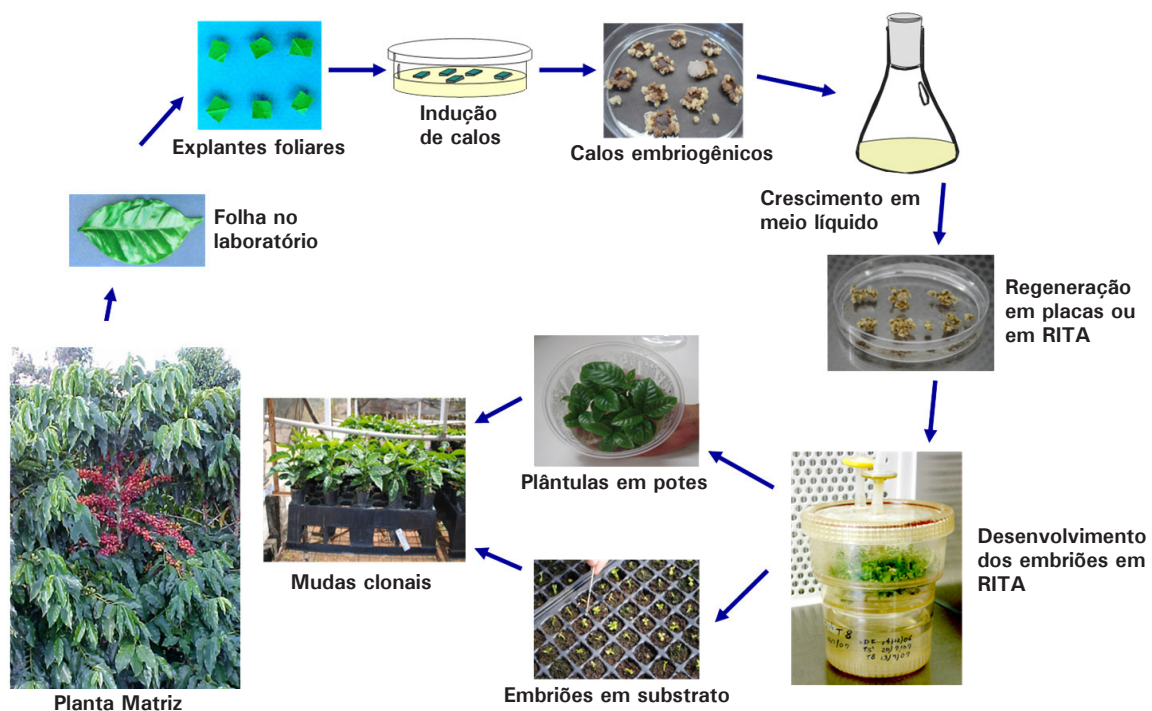 Explantes foliares
Indução
de calos
Calos embriogênicos
Crescimento em
meio líquido
Folha no
laboratório
Regeneração
em placas ou
em RITA
Desenvolvimento
dos embriões em
RITA
Plântulas em potes
Embriões em substrato
Mudas clonais
Planta Matriz
T 8